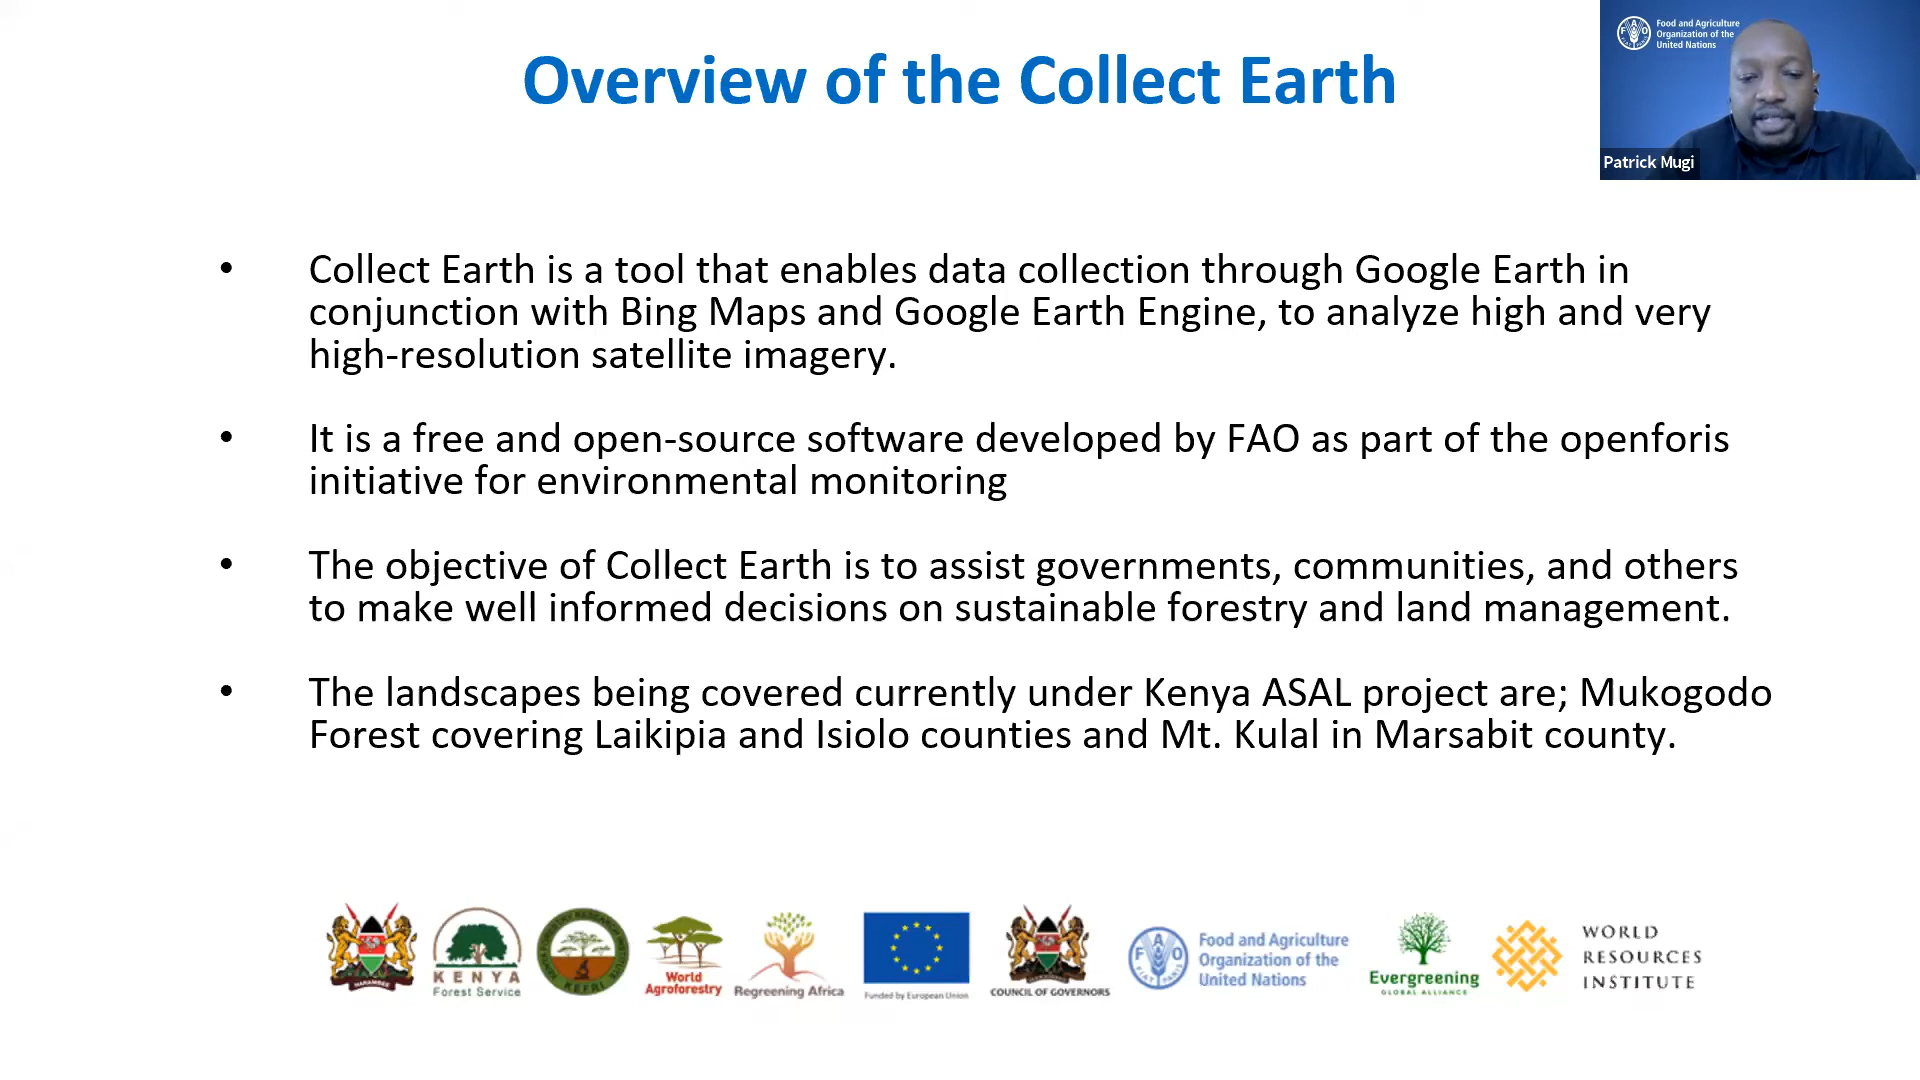 Overview of the Collect Earth
Food and Agriculture
Organization of the
United Nations
Patrick Mugi
• Collect Earth is a tool that enables data collection through Google Earth in
conjunction with Bing Maps and Google Earth Engine, to analyze high and very
high-resolution satellite imagery.
• It is a free and open-source software developed by FAO as part of the openforis
initiative for environmental monitoring
• The objective of Collect Earth is to assist governments, communities, and others
to make well informed decisions on sustainable forestry and land management.
• The landscapes being covered currently under Kenya ASAL project are; Mukogodo
Forest covering Laikipia and Isiolo counties and Mt. Kulal in Marsabit county.
HARAMBEE
KENYA
Forest Service
KEFRI
World
Agroforestry
Regreening Africa
Funded by European Union
COUNCIL OF GOVERNORS
FAO
FIAT PANIS
Food and Agriculture
Organization of the
United Nations
Evergreening
GLOBAL ALLIANCE
WORLD
RESOURCES
INSTITUTE